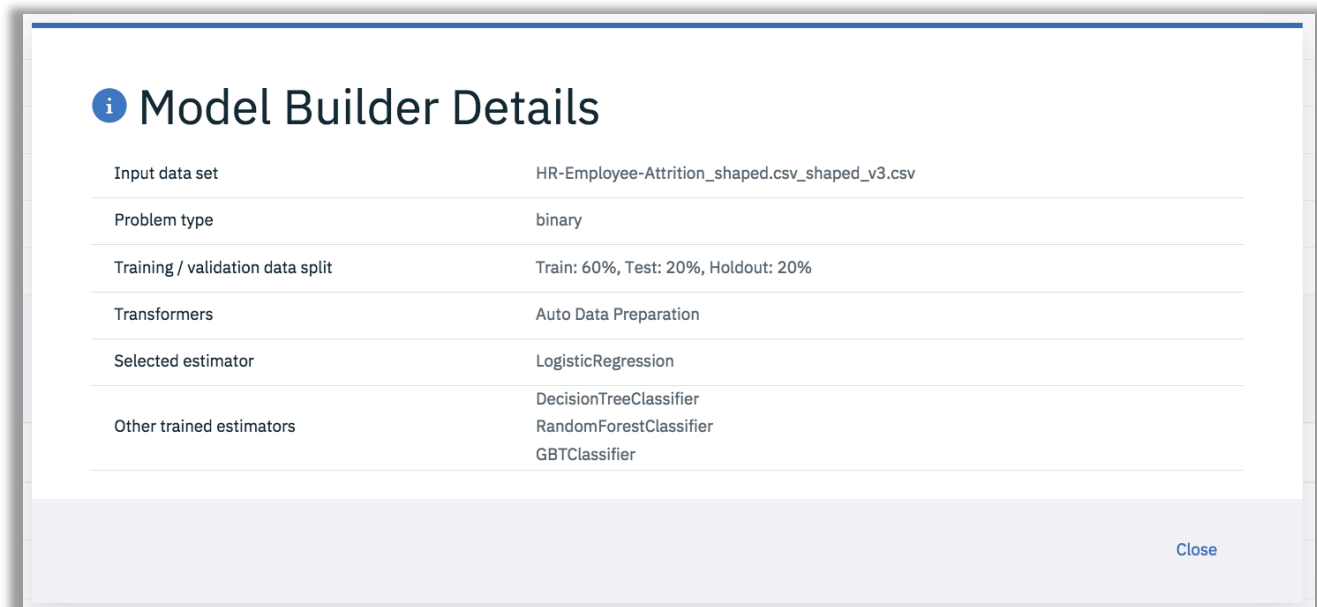 Model Builder Details
Input data set HR-Employee-Attrition_shaped.csv_shaped_v3.csv
Problem type binary
Training / validation data split Train: 60%, Test: 20%, Holdout: 20%
Transformers Auto Data Preparation
Selected estimator LogisticRegression
DecisionTreeClassifier
Other trained estimators RandomForestClassifier
GBTClassifier
Close